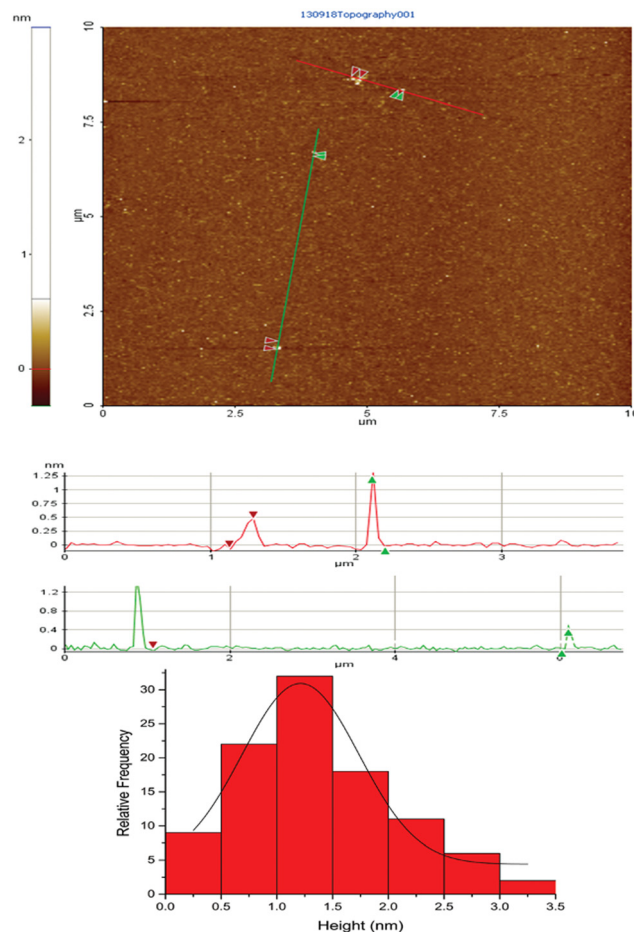 130918Topography001
nm
2
1
0
μm
10
7.5
5
2.5
0
0 2.5 5 7.5 10
μm
nm
1.25
1
0.75
0.5
0.25
0
0 1 2 3
μm
1.2
0.8
0.4
0
0 2 4 6
μm
Relative Frequency
30
25
20
15
10
5
0
0.0 0.5 1.0 1.5 2.0 2.5 3.0 3.5
Height (nm)